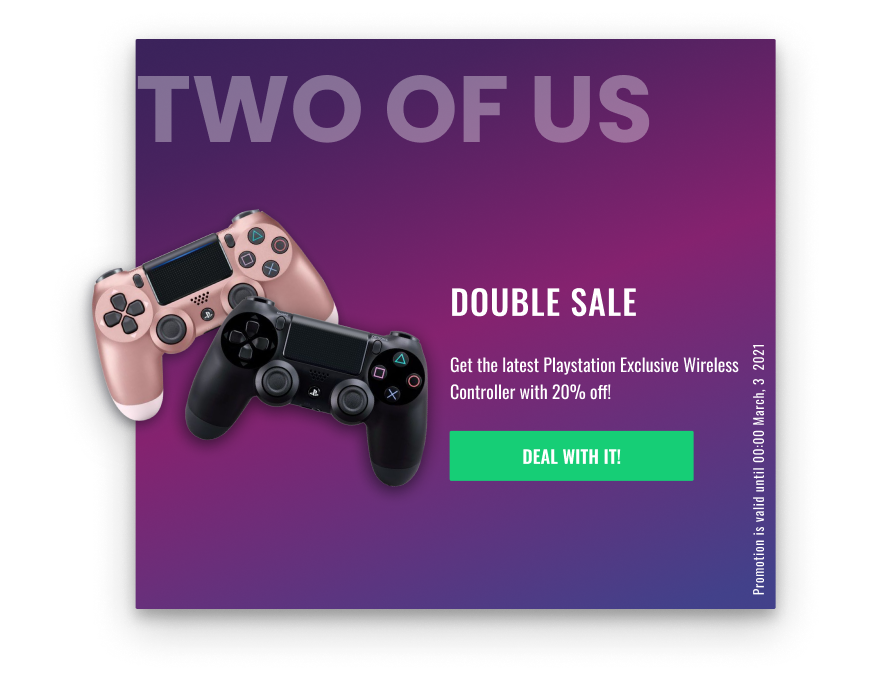 TWO OF US
DOUBLE SALE
Get the latest Playstation Exclusive Wireless
Controller with 20% off!
DEAL WITH IT!
Promotion is valid until 00:00 March, 3 2021